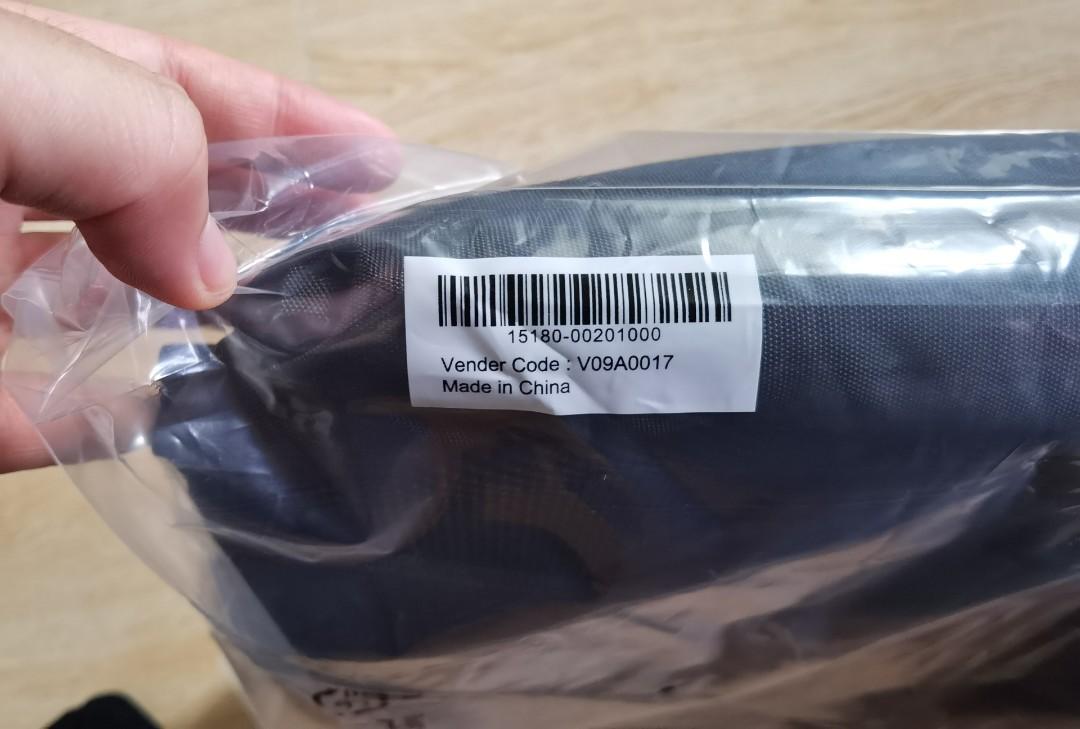 15180-00201000
Vender Code : V09A0017
Made in China